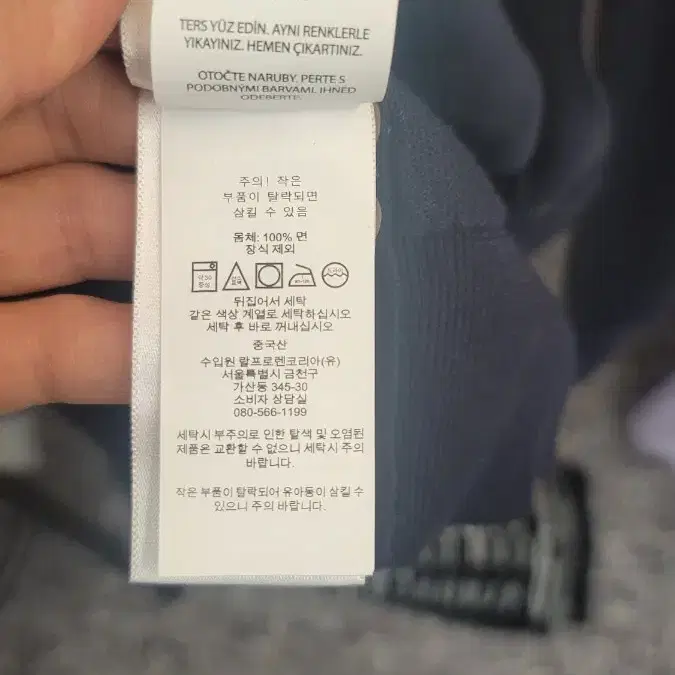 TERS YÜZ EDİN. AYNI RENKLERLE
YIKAYINIZ. HEMEN ÇIKARTINIZ.
OTOČTE NARUBY. PERTE S
PODOBNÝMI BARVAMI. IHNED
ODEBERTE.
주의! 작은
부품이 탈락되면
삼킬 수 있음
몸체: 100% 면
장식 제외
뒤집어서 세탁
같은 색상 계열로 세탁하십시오
세탁 후 바로 꺼내십시오
중국산
수입원 랄프로렌코리아(유)
서울특별시 금천구
가산동 345-30
소비자 상담실
080-566-1199
세탁시 부주의로 인한 탈색 및 오염된
제품은 교환할 수 없으니 세탁시 주의
바랍니다.
작은 부품이 탈락되어 유아동이 삼킬 수
있으니 주의 바랍니다.